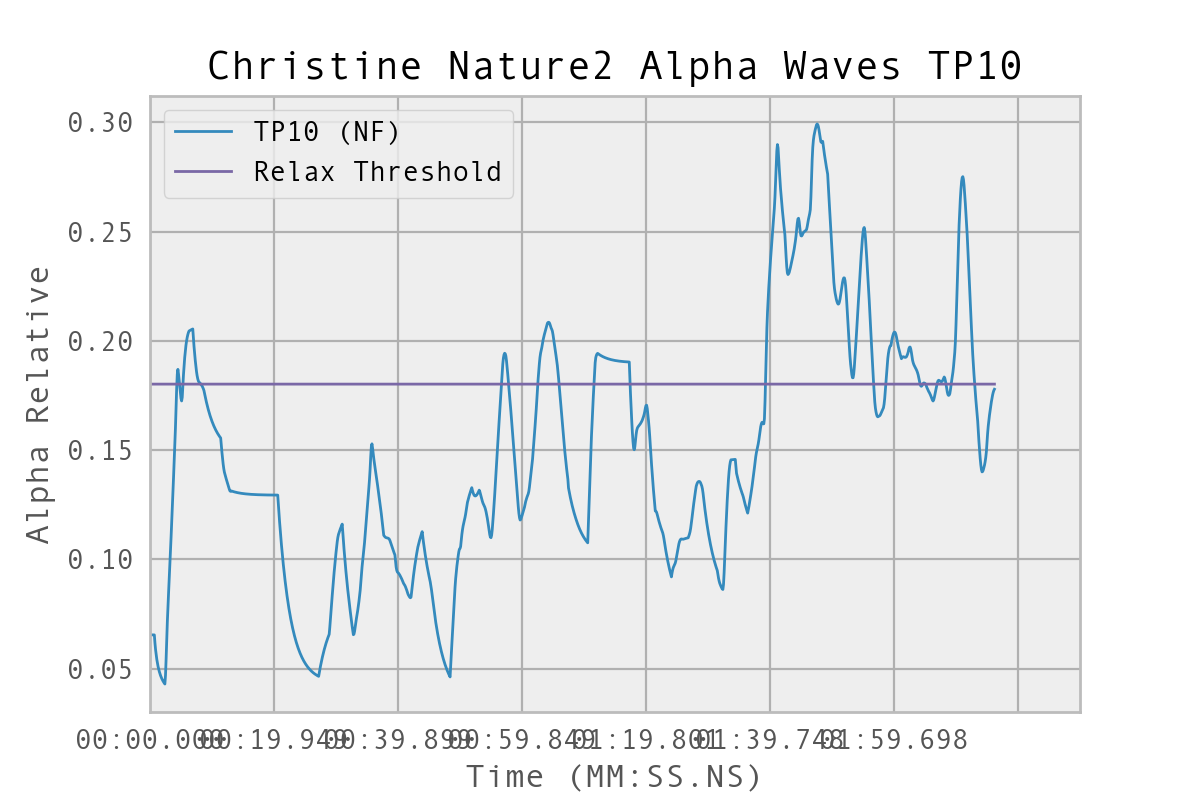 Christine Nature2 Alpha Waves TP10
TP10 (NF)
Relax Threshold
0.30
0.25
0.20
0.15
0.10
0.05
Alpha Relative
00:00.000 00:19.949 00:39.899 00:59.849 01:19.801 01:39.748 01:59.698
Time (MM:SS.NS)